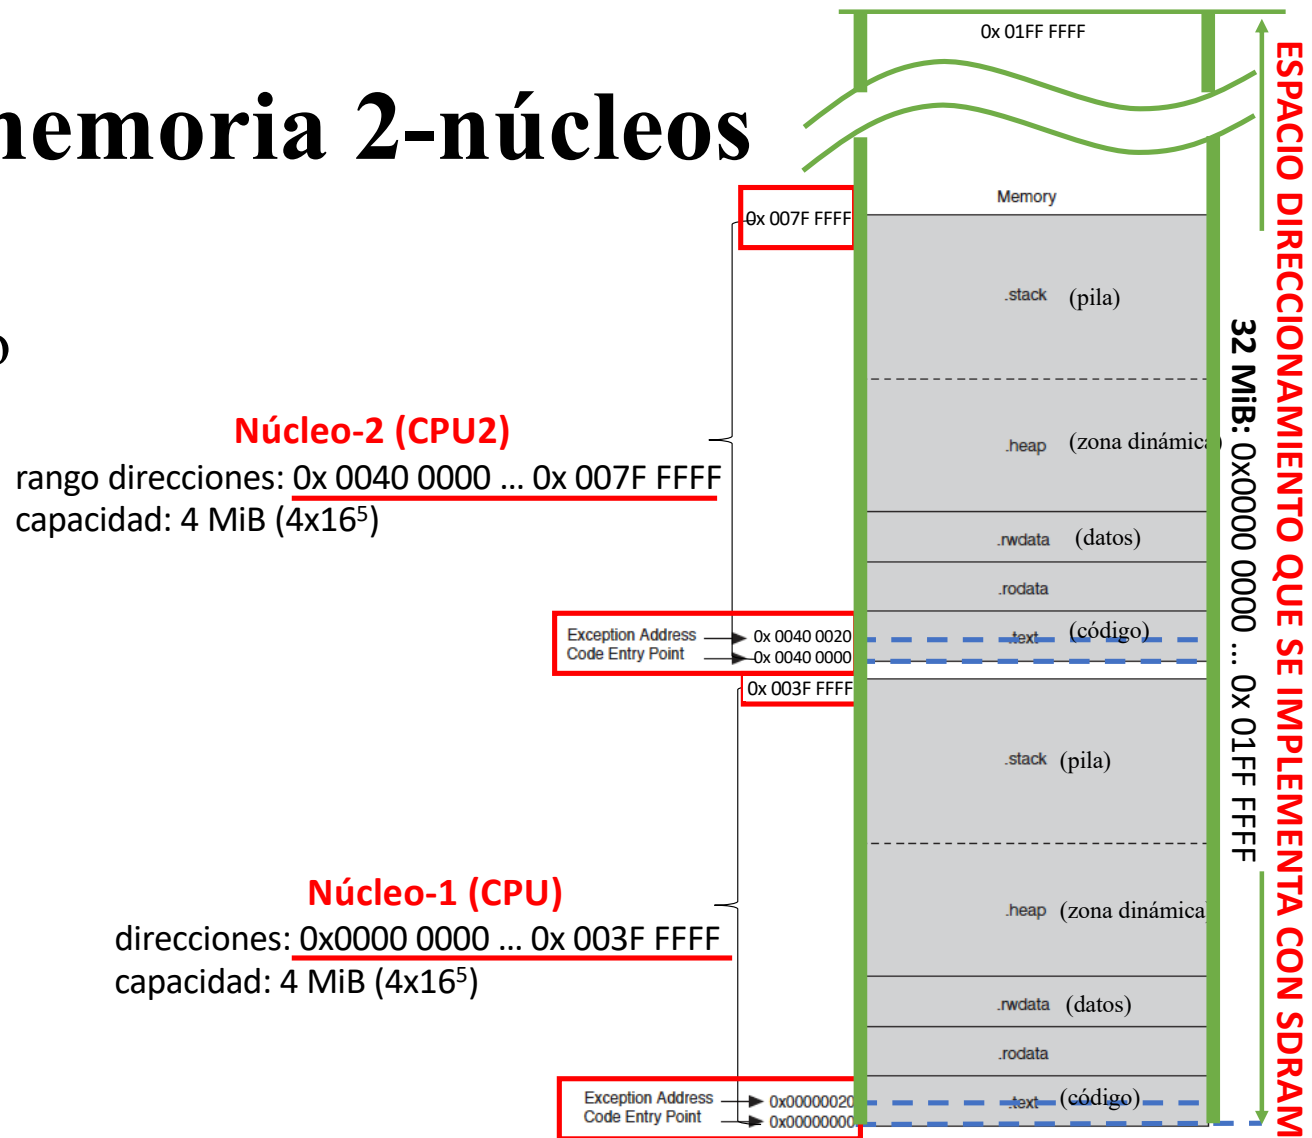 0x 01FF FFFF
memoria 2-núcleos
Memory
0x 007F FFFF
.stack (pila)
o
Núcleo-2 (CPU2)
rango direcciones: 0x 0040 0000 ... 0x 007F FFFF
capacidad: 4 MiB (4x16⁵)
.heap (zona dinámica)
.rwdata (datos)
.rodata
Exception Address 0x 0040 0020
.text (código)
Code Entry Point 0x 0040 0000
0x 003F FFFF
.stack (pila)
Núcleo-1 (CPU)
direcciones: 0x0000 0000 ... 0x 003F FFFF
capacidad: 4 MiB (4x16⁵)
.heap (zona dinámica
.rwdata (datos)
.rodata
Exception Address 0x00000020
.text (código)
Code Entry Point 0x00000000
32 MiB: 0x0000 0000 ... 0x 01FF FFFF
ESPACIO DIRECCIONAMIENTO QUE SE IMPLEMENTA CON SDRAM